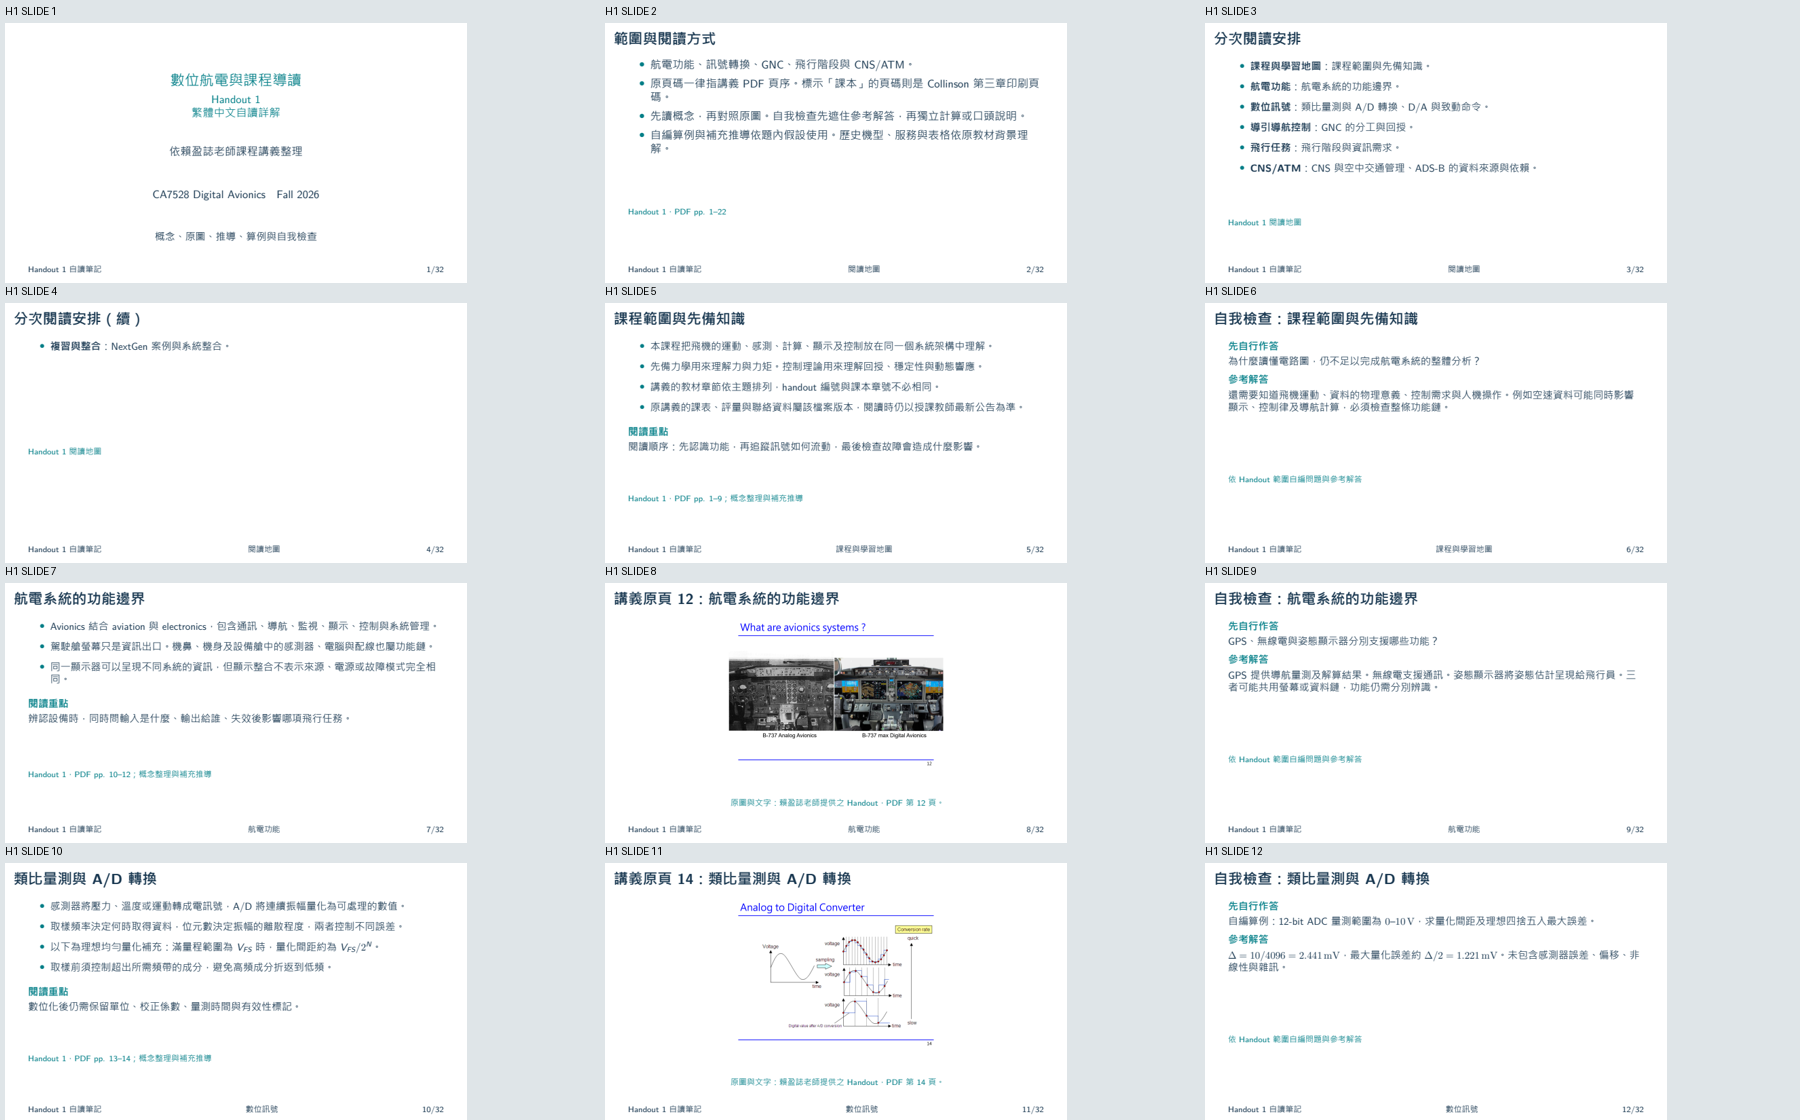 H1 SLIDE 1
數位航電與課程導讀
Handout 1
繁體中文自讀詳解
依賴盈誌老師課程講義整理
CA7528 Digital Avionics Fall 2026
概念、原圖、推導、算例與自我檢查
Handout 1 自讀筆記 1/32
H1 SLIDE 2
範圍與閱讀方式
航電功能、訊號轉換、GNC、飛行階段與 CNS/ATM。
原頁碼一律指講義 PDF 頁序。標示「課本」的頁碼則是 Collinson 第三章印刷頁
碼。
先讀概念，再對照原圖。自我檢查先遮住參考解答，再獨立計算或口頭說明。
自編算例與補充推導依題內假設使用。歷史機型、服務與表格依原教材背景理
解。
Handout 1 · PDF pp. 1–22
Handout 1 自讀筆記 閱讀地圖 2/32
H1 SLIDE 3
分次閱讀安排
課程與學習地圖：課程範圍與先備知識。
航電功能：航電系統的功能邊界。
數位訊號：類比量測與 A/D 轉換、D/A 與致動命令。
導引導航控制：GNC 的分工與回授。
飛行任務：飛行階段與資訊需求。
CNS/ATM：CNS 與空中交通管理、ADS-B 的資料來源與依賴。
Handout 1 閱讀地圖
Handout 1 自讀筆記 閱讀地圖 3/32
H1 SLIDE 4
分次閱讀安排（續）
複習與整合：NextGen 案例與系統整合。
Handout 1 閱讀地圖
Handout 1 自讀筆記 閱讀地圖 4/32
H1 SLIDE 5
課程範圍與先備知識
本課程把飛機的運動、感測、計算、顯示及控制放在同一個系統架構中理解。
先備力學用來理解力與力矩。控制理論用來理解回授、穩定性與動態響應。
講義的教材章節依主題排列，handout 編號與課本章號不必相同。
原講義的課表、評量與聯絡資料屬該檔案版本，閱讀時仍以授課教師最新公告為準。
閱讀重點
閱讀順序：先認識功能，再追蹤訊號如何流動，最後檢查故障會造成什麼影響。
Handout 1 · PDF pp. 1–9；概念整理與補充推導
Handout 1 自讀筆記 課程與學習地圖 5/32
H1 SLIDE 6
自我檢查：課程範圍與先備知識
先自行作答
為什麼讀懂電路圖，仍不足以完成航電系統的整體分析？
參考解答
還需要知道飛機運動、資料的物理意義、控制需求與人機操作。例如空速資料可能同時影響
顯示、控制律及導航計算，必須檢查整條功能鏈。
依 Handout 範圍自編問題與參考解答
Handout 1 自讀筆記 課程與學習地圖 6/32
H1 SLIDE 7
航電系統的功能邊界
Avionics 結合 aviation 與 electronics，包含通訊、導航、監視、顯示、控制與系統管理。
駕駛艙螢幕只是資訊出口。機鼻、機身及設備艙中的感測器、電腦與配線也屬功能鏈。
同一顯示器可以呈現不同系統的資訊，但顯示整合不表示來源、電源或故障模式完全相
同。
閱讀重點
辨認設備時，同時問輸入是什麼、輸出給誰、失效後影響哪項飛行任務。
Handout 1 · PDF pp. 10–12；概念整理與補充推導
Handout 1 自讀筆記 航電功能 7/32
H1 SLIDE 8
講義原頁 12：航電系統的功能邊界
What are avionics systems ?
B-737 Analog Avionics B-737 max Digital Avionics
12
原圖與文字：賴盈誌老師提供之 Handout，PDF 第 12 頁。
Handout 1 自讀筆記 航電功能 8/32
H1 SLIDE 9
自我檢查：航電系統的功能邊界
先自行作答
GPS、無線電與姿態顯示器分別支援哪些功能？
參考解答
GPS 提供導航量測及解算結果。無線電支援通訊。姿態顯示器將姿態估計呈現給飛行員。三
者可能共用螢幕或資料鏈，功能仍需分別辨識。
依 Handout 範圍自編問題與參考解答
Handout 1 自讀筆記 航電功能 9/32
H1 SLIDE 10
類比量測與 A/D 轉換
感測器將壓力、溫度或運動轉成電訊號，A/D 將連續振幅量化為可處理的數值。
取樣頻率決定何時取得資料，位元數決定振幅的離散程度，兩者控制不同誤差。
以下為理想均勻量化補充：滿量程範圍為 V_FS 時，量化間距約為 V_FS/2^N。
取樣前須控制超出所需頻帶的成分，避免高頻成分折返到低頻。
閱讀重點
數位化後仍需保留單位、校正係數、量測時間與有效性標記。
Handout 1 · PDF pp. 13–14；概念整理與補充推導
Handout 1 自讀筆記 數位訊號 10/32
H1 SLIDE 11
講義原頁 14：類比量測與 A/D 轉換
Analog to Digital Converter
Conversion rate
quick
Voltage
voltage
sampling
time
time
voltage
time
voltage
Digital value after A/D conversion
time
slow
14
原圖與文字：賴盈誌老師提供之 Handout，PDF 第 14 頁。
Handout 1 自讀筆記 數位訊號 11/32
H1 SLIDE 12
自我檢查：類比量測與 A/D 轉換
先自行作答
自編算例：12-bit ADC 量測範圍為 0–10 V，求量化間距及理想四捨五入最大誤差。
參考解答
Δ = 10/4096 = 2.441 mV，最大量化誤差約 Δ/2 = 1.221 mV。未包含感測器誤差、偏移、非
線性與雜訊。
依 Handout 範圍自編問題與參考解答
Handout 1 自讀筆記 數位訊號 12/32